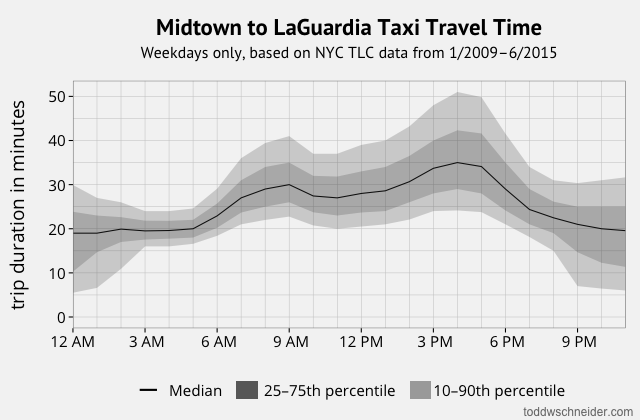 Midtown to LaGuardia Taxi Travel Time
Weekdays only, based on NYC TLC data from 1/2009–6/2015
trip duration in minutes
50
40
30
20
10
0
12 AM 3 AM 6 AM 9 AM 12 PM 3 PM 6 PM 9 PM
Median 25–75th percentile 10–90th percentile
toddwschneider.com